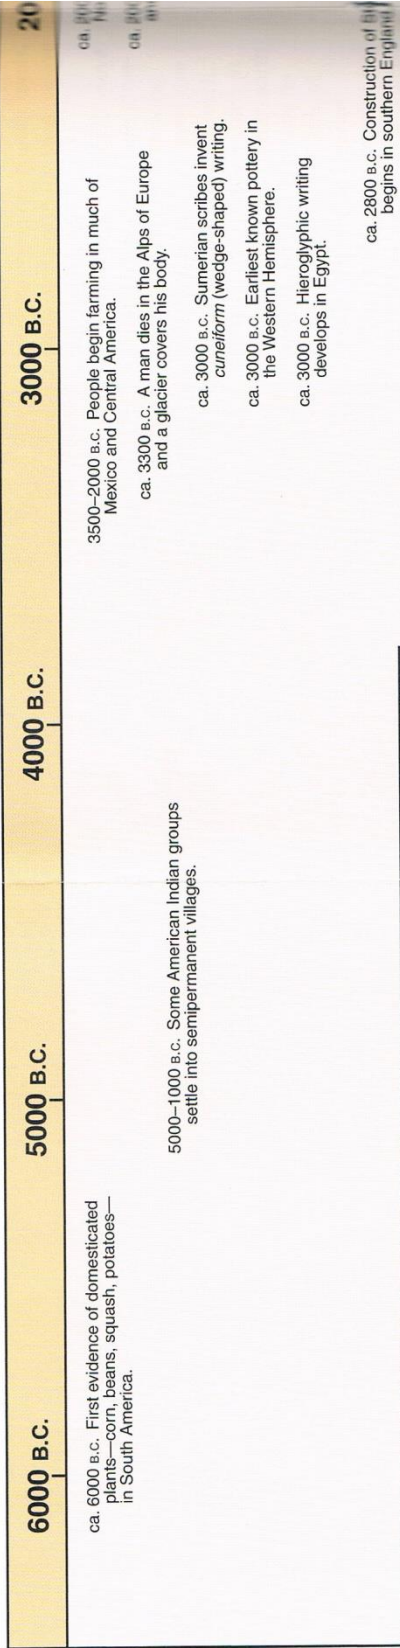 6000 B.C. 5000 B.C. 4000 B.C. 3000 B.C. 20
ca. 6000 B.C. First evidence of domesticated
plants—corn, beans, squash, potatoes—
in South America.
5000–1000 B.C. Some American Indian groups
settle into semipermanent villages.
3500–2000 B.C. People begin farming in much of
Mexico and Central America.
ca. 3300 B.C. A man dies in the Alps of Europe
and a glacier covers his body.
ca. 3000 B.C. Sumerian scribes invent
cuneiform (wedge-shaped) writing.
ca. 3000 B.C. Earliest known pottery in
the Western Hemisphere.
ca. 3000 B.C. Hieroglyphic writing
develops in Egypt.
ca. 2800 B.C. Construction of
begins in southern England
ca.
ca.